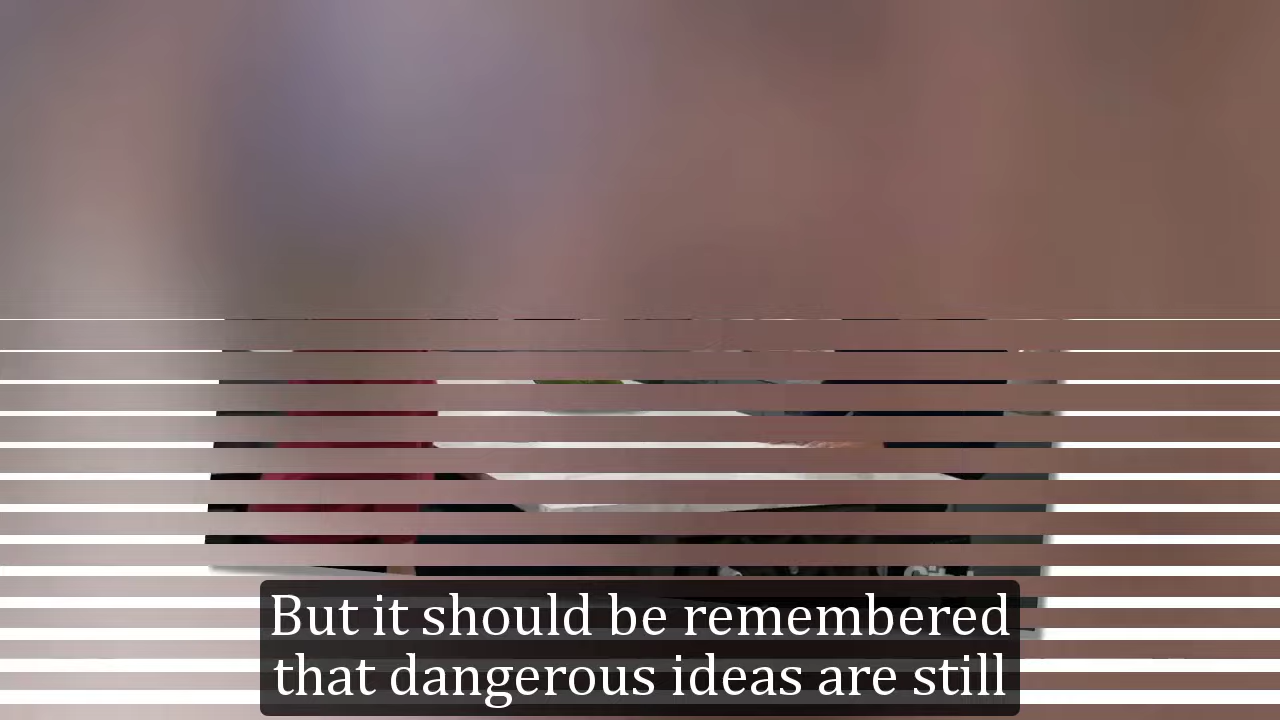 But it should be remembered
that dangerous ideas are still